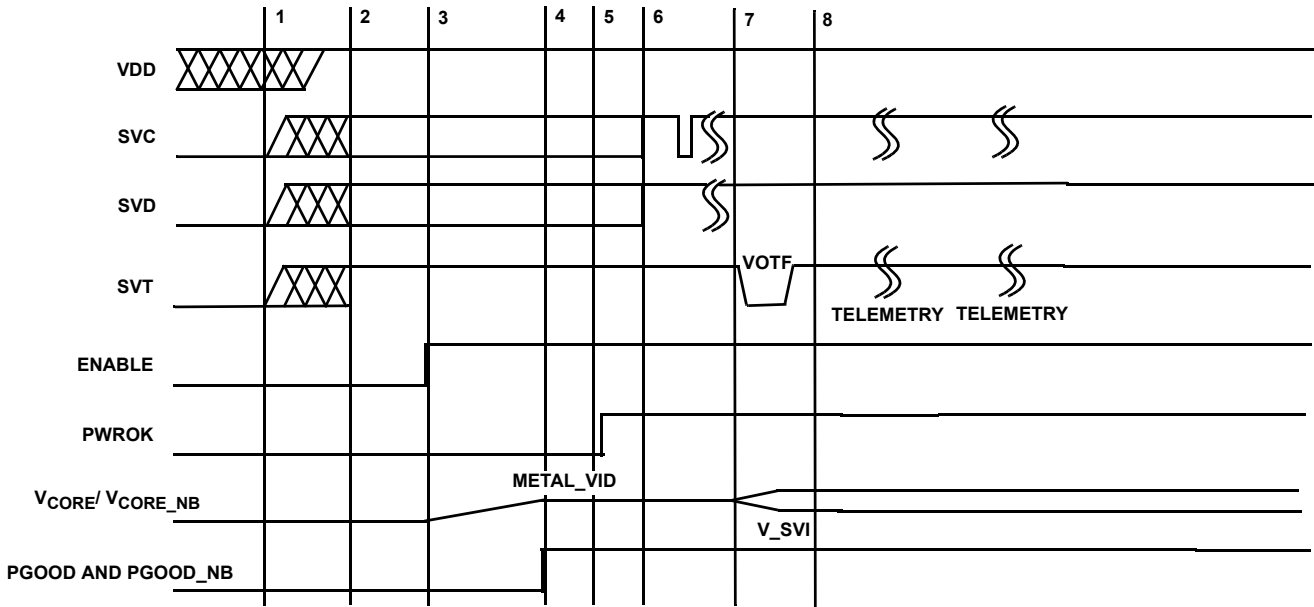 1 2 3 4 5 6 7 8
VDD
SVC
SVD
VOTF
SVT
TELEMETRY TELEMETRY
ENABLE
PWROK
METAL_VID
VCORE/ VCORE_NB
V_SVI
PGOOD AND PGOOD_NB